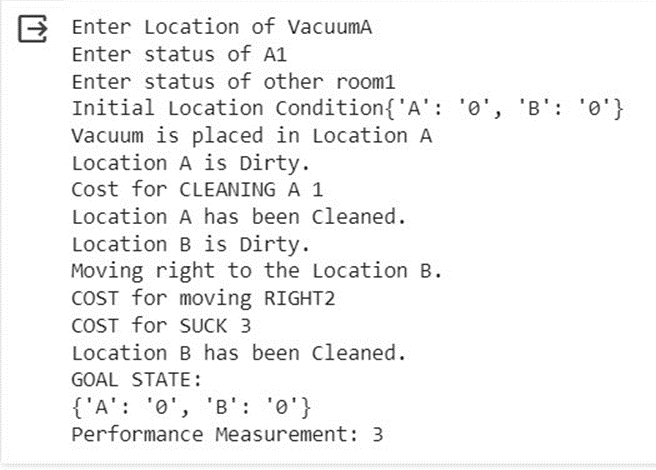 Enter Location of VacuumA
Enter status of A1
Enter status of other room1
Initial Location Condition{'A': '0', 'B': '0'}
Vacuum is placed in Location A
Location A is Dirty.
Cost for CLEANING A 1
Location A has been Cleaned.
Location B is Dirty.
Moving right to the Location B.
COST for moving RIGHT2
COST for SUCK 3
Location B has been Cleaned.
GOAL STATE:
{'A': '0', 'B': '0'}
Performance Measurement: 3